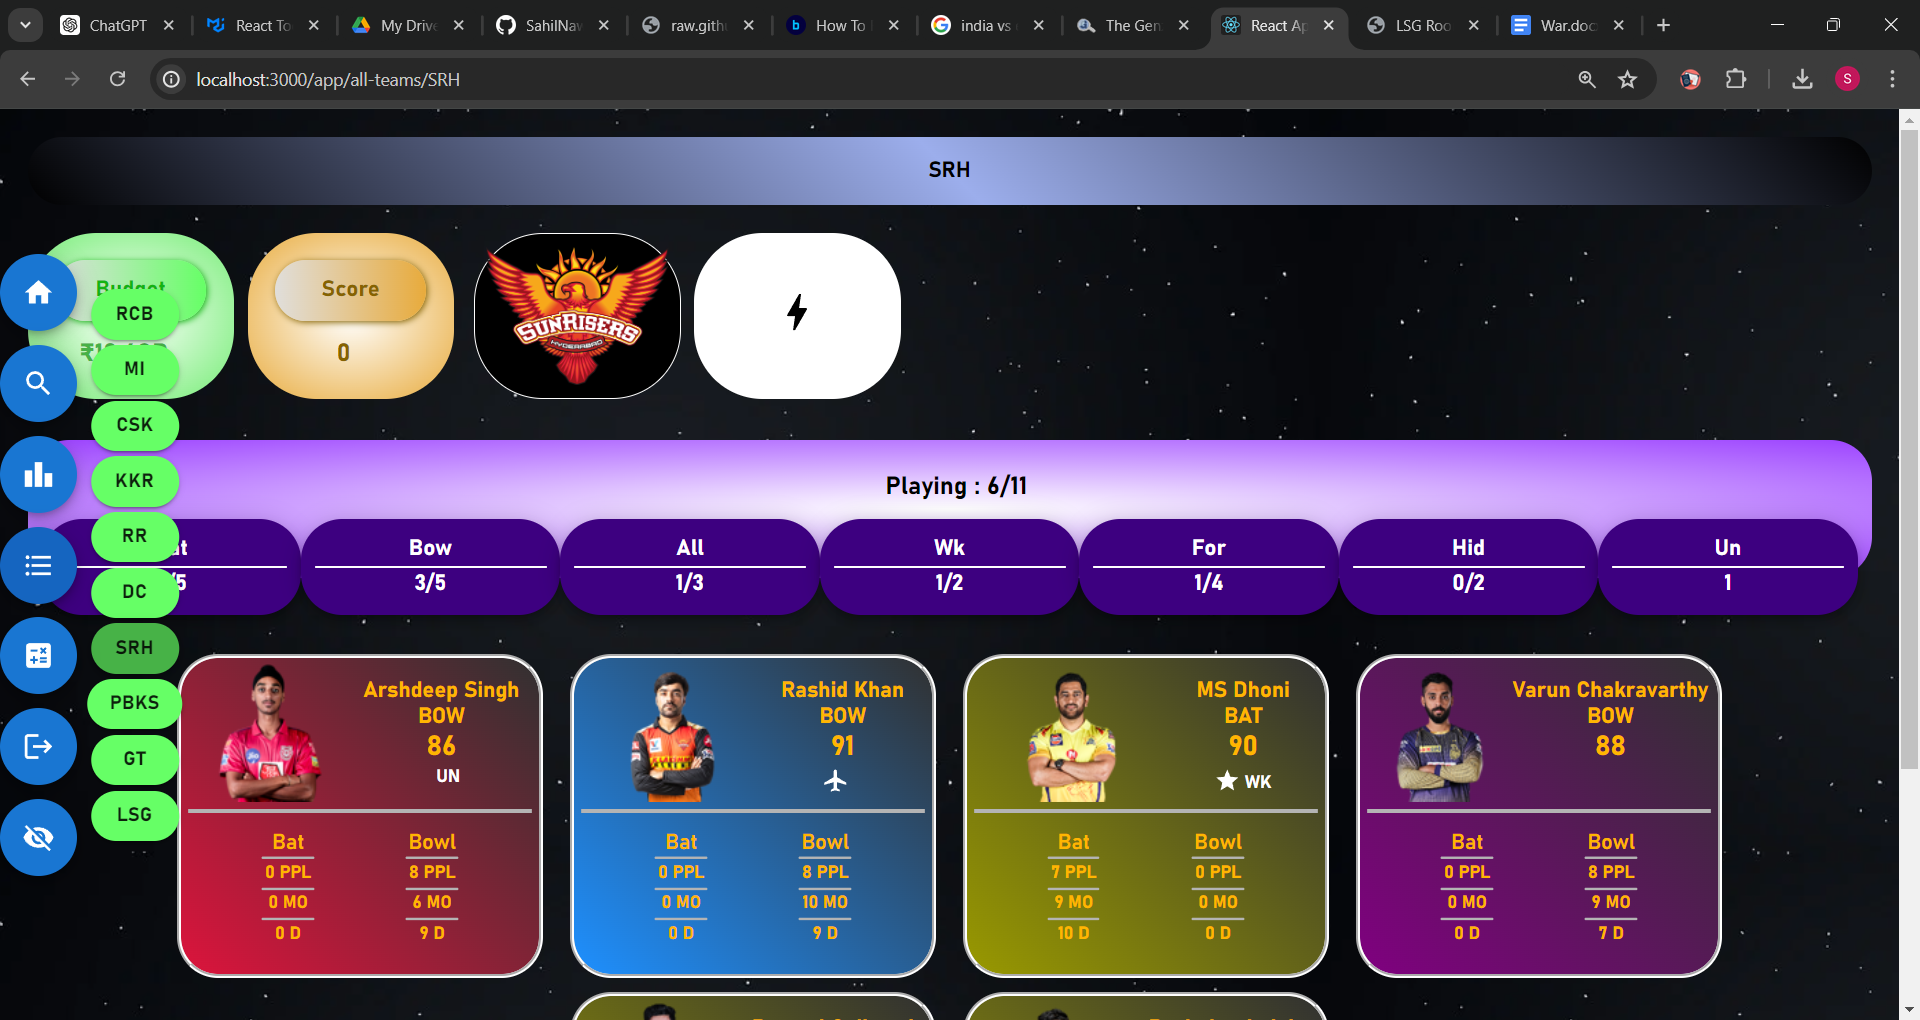 ChatGPT
React To
My Drive
SahilNav
raw.gith
How To
india vs
The Gen
React Ap
LSG Roo
War.doc
localhost:3000/app/all-teams/SRH
S
SRH
Budget
Score
0
SUNRISERS
HYDERABAD
RCB
MI
CSK
KKR
RR
DC
SRH
PBKS
GT
LSG
Playing : 6/11
Bow
3/5
All
1/3
Wk
1/2
For
1/4
Hid
0/2
Un
1
Arshdeep Singh
BOW
86
UN
Bat
Bowl
0 PPL
8 PPL
0 MO
6 MO
0 D
9 D
Rashid Khan
BOW
91
Bat
Bowl
0 PPL
8 PPL
0 MO
10 MO
0 D
9 D
MS Dhoni
BAT
90
WK
Bat
Bowl
7 PPL
0 PPL
9 MO
0 MO
10 D
0 D
Varun Chakravarthy
BOW
88
Bat
Bowl
0 PPL
8 PPL
0 MO
9 MO
0 D
7 D